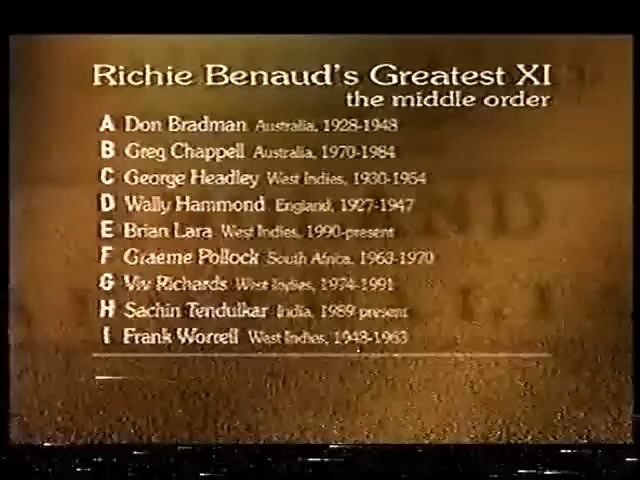 Richie Benaud's Greatest XI
the middle order
A Don Bradman Australia, 1928-1948
B Greg Chappell Australia, 1970-1984
C George Headley West Indies, 1930-1954
D Wally Hammond England, 1927-1947
E Brian Lara West Indies, 1990-present
F Graeme Pollock South Africa, 1963-1970
G Viv Richards West Indies, 1974-1991
H Sachin Tendulkar India, 1989-present
I Frank Worrell West Indies, 1948-1963